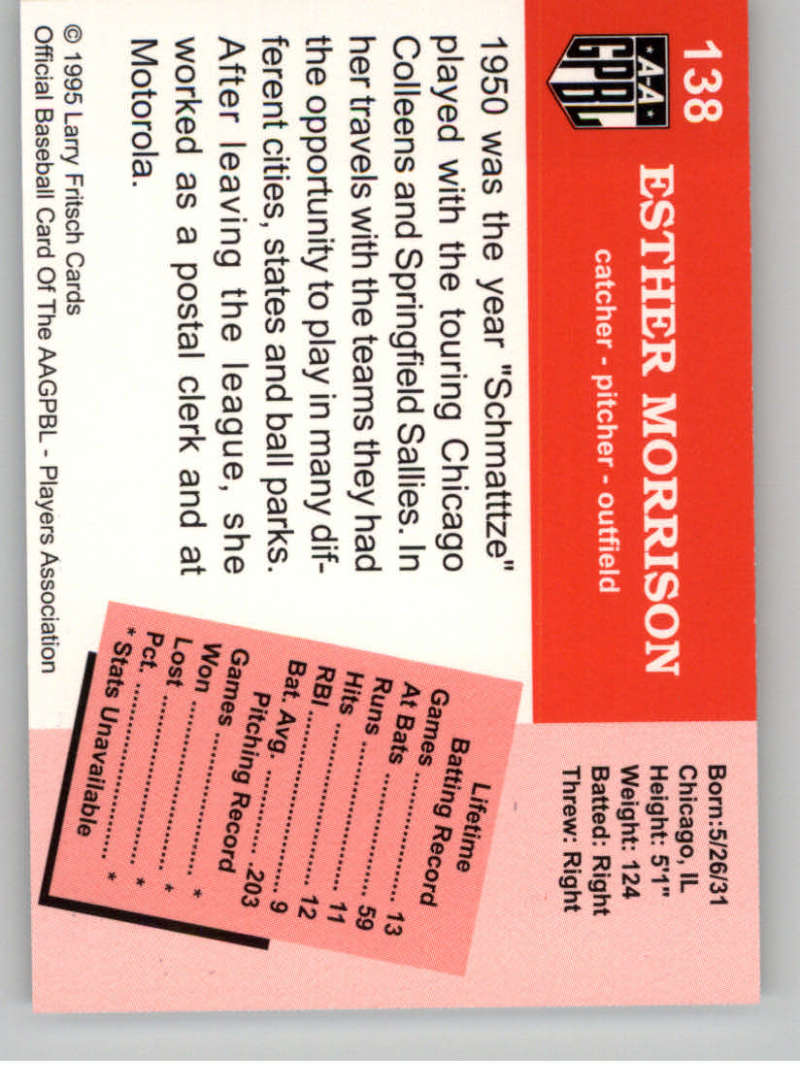 138
ESTHER MORRISON
catcher - pitcher - outfield
·A-A·
GPBL
Born:5/26/31
Chicago, IL
Height: 5'1"
Weight: 124
Batted: Right
Threw: Right
1950 was the year "Schmatttze"
played with the touring Chicago
Colleens and Springfield Sallies. In
her travels with the teams they had
the opportunity to play in many dif-
ferent cities, states and ball parks.
After leaving the league, she
worked as a postal clerk and at
Motorola.
Lifetime
Batting Record
Games ........................ 13
At Bats ........................ 59
Runs ........................... 11
Hits ............................. 12
RBI ............................... 9
Bat. Avg. ................... .203
Pitching Record
Games ......................... *
Won ............................. *
Lost ............................. *
Pct. .............................. *
* Stats Unavailable
© 1995 Larry Fritsch Cards
Official Baseball Card Of The AAGPBL - Players Association